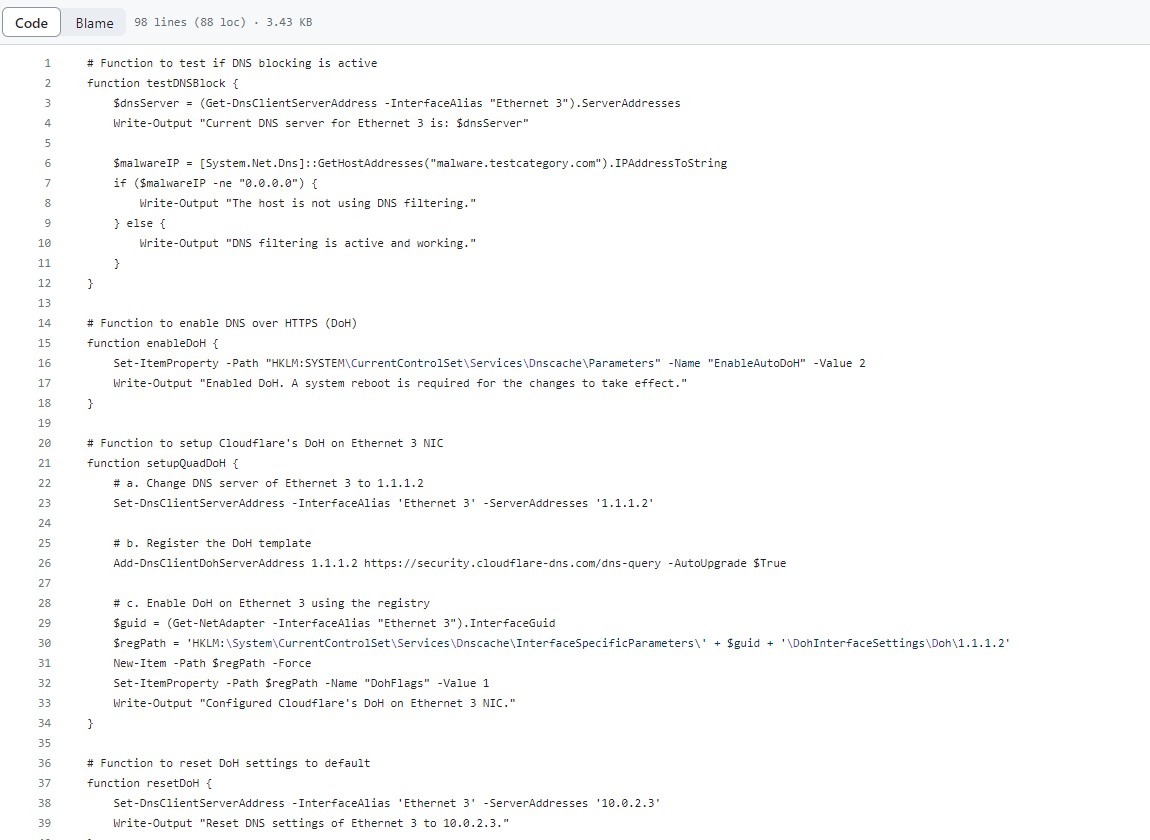 Code Blame 98 lines (88 loc) · 3.43 KB
1 # Function to test if DNS blocking is active
2 function testDNSBlock {
3 $dnsServer = (Get-DnsClientServerAddress -InterfaceAlias "Ethernet 3").ServerAddresses
4 Write-Output "Current DNS server for Ethernet 3 is: $dnsServer"
5
6 $malwareIP = [System.Net.Dns]::GetHostAddresses("malware.testcategory.com").IPAddressToString
7 if ($malwareIP -ne "0.0.0.0") {
8 Write-Output "The host is not using DNS filtering."
9 } else {
10 Write-Output "DNS filtering is active and working."
11 }
12 }
13
14 # Function to enable DNS over HTTPS (DoH)
15 function enableDoH {
16 Set-ItemProperty -Path "HKLM:SYSTEM\CurrentControlSet\Services\Dnscache\Parameters" -Name "EnableAutoDoH" -Value 2
17 Write-Output "Enabled DoH. A system reboot is required for the changes to take effect."
18 }
19
20 # Function to setup Cloudflare's DoH on Ethernet 3 NIC
21 function setupQuadDoH {
22 # a. Change DNS server of Ethernet 3 to 1.1.1.2
23 Set-DnsClientServerAddress -InterfaceAlias 'Ethernet 3' -ServerAddresses '1.1.1.2'
24
25 # b. Register the DoH template
26 Add-DnsClientDohServerAddress 1.1.1.2 https://security.cloudflare-dns.com/dns-query -AutoUpgrade $True
27
28 # c. Enable DoH on Ethernet 3 using the registry
29 $guid = (Get-NetAdapter -InterfaceAlias "Ethernet 3").InterfaceGuid
30 $regPath = 'HKLM:\System\CurrentControlSet\Services\Dnscache\InterfaceSpecificParameters\' + $guid + '\DohInterfaceSettings\Doh\1.1.1.2'
31 New-Item -Path $regPath -Force
32 Set-ItemProperty -Path $regPath -Name "DohFlags" -Value 1
33 Write-Output "Configured Cloudflare's DoH on Ethernet 3 NIC."
34 }
35
36 # Function to reset DoH settings to default
37 function resetDoH {
38 Set-DnsClientServerAddress -InterfaceAlias 'Ethernet 3' -ServerAddresses '10.0.2.3'
39 Write-Output "Reset DNS settings of Ethernet 3 to 10.0.2.3."